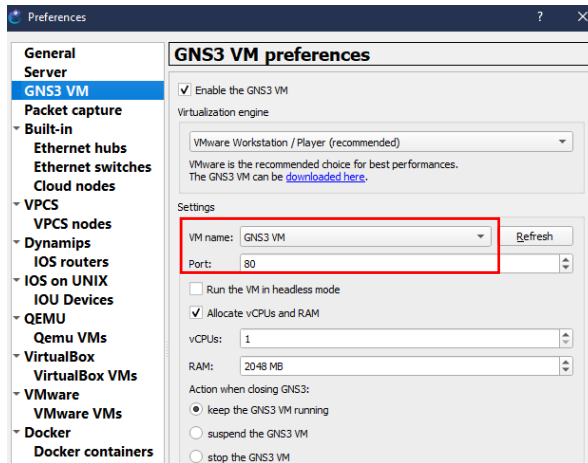 Preferences
?
General
Server
GNS3 VM
Packet capture
Built-in
Ethernet hubs
Ethernet switches
Cloud nodes
VPCS
VPCS nodes
Dynamips
IOS routers
IOS on UNIX
IOU Devices
QEMU
Qemu VMs
VirtualBox
VirtualBox VMs
VMware
VMware VMs
Docker
Docker containers
GNS3 VM preferences
Enable the GNS3 VM
Virtualization engine
VMware Workstation / Player (recommended)
VMware is the recommended choice for best performances.
The GNS3 VM can be downloaded here.
Settings
VM name: GNS3 VM Refresh
Port: 80
Run the VM in headless mode
Allocate vCPUs and RAM
vCPUs: 1
RAM: 2048 MB
Action when closing GNS3:
keep the GNS3 VM running
suspend the GNS3 VM
stop the GNS3 VM